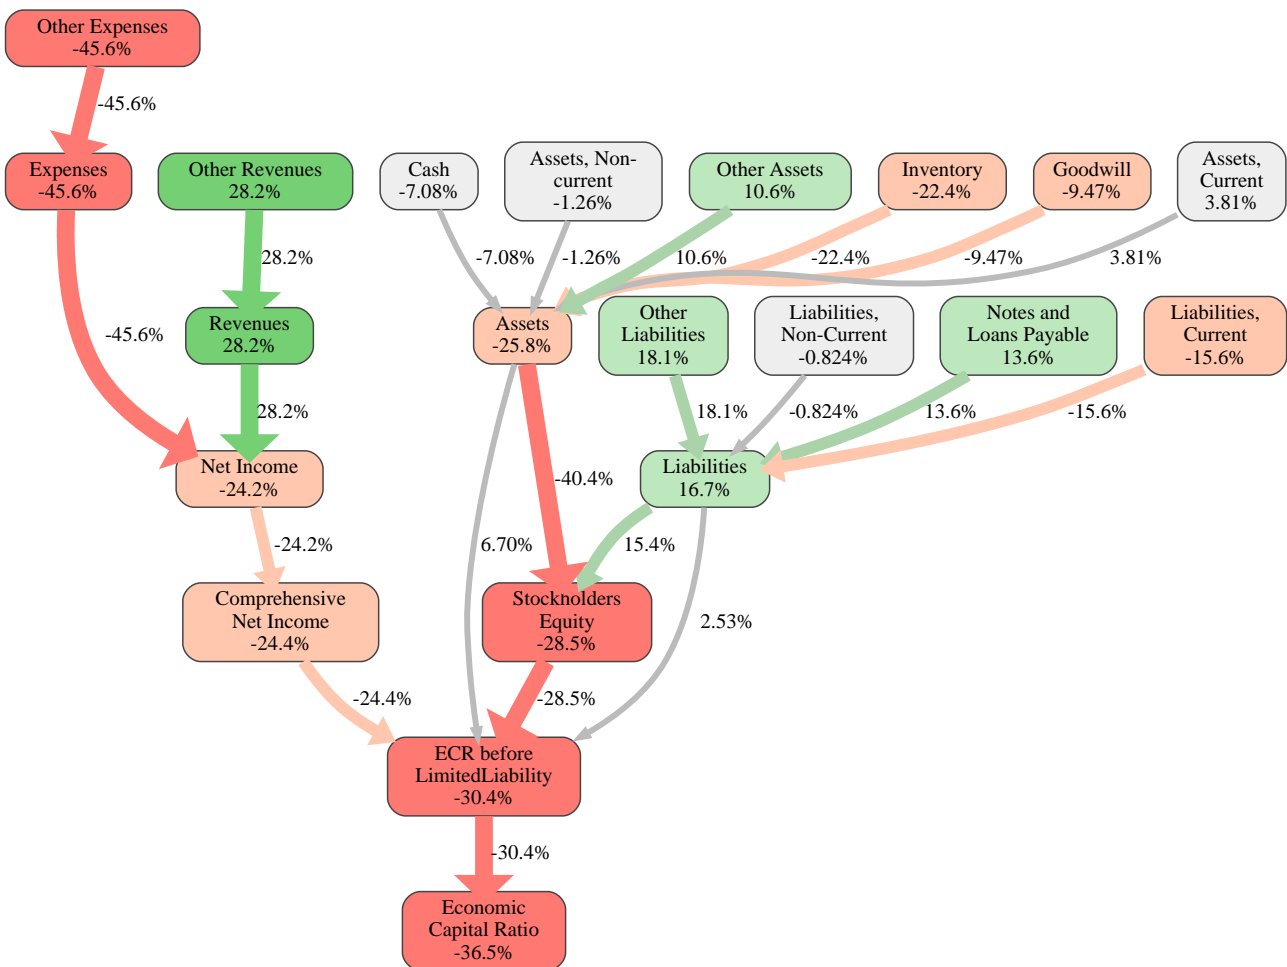 Other Expenses
-45.6%
-45.6%
Expenses
-45.6%
Other Revenues
28.2%
Cash
-7.08%
Assets, Non-
current
-1.26%
Other Assets
10.6%
Inventory
-22.4%
Goodwill
-9.47%
Assets,
Current
3.81%
28.2%
-7.08%
-1.26%
10.6%
-22.4%
-9.47%
3.81%
-45.6%
Revenues
28.2%
Assets
-25.8%
Other
Liabilities
18.1%
Liabilities,
Non-Current
-0.824%
Notes and
Loans Payable
13.6%
Liabilities,
Current
-15.6%
28.2%
18.1%
-0.824%
13.6%
-15.6%
Net Income
-24.2%
-40.4%
Liabilities
16.7%
-24.2%
6.70%
15.4%
Comprehensive
Net Income
-24.4%
Stockholders
Equity
-28.5%
2.53%
-24.4%
-28.5%
ECR before
LimitedLiability
-30.4%
-30.4%
Economic
Capital Ratio
-36.5%